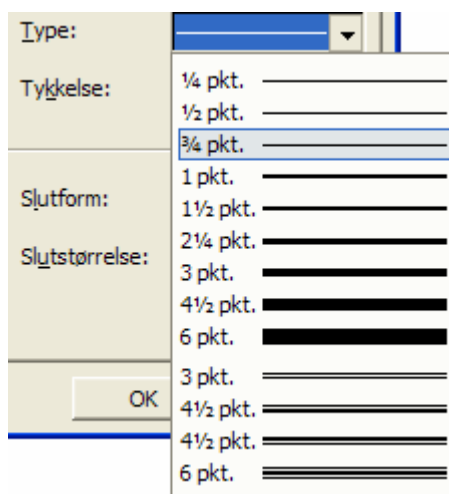 Type:
Tykkelse:
Slutform:
Slutstørrelse:
OK
¼ pkt.
½ pkt.
¾ pkt.
1 pkt.
1½ pkt.
2¼ pkt.
3 pkt.
4½ pkt.
6 pkt.
3 pkt.
4½ pkt.
4½ pkt.
6 pkt.